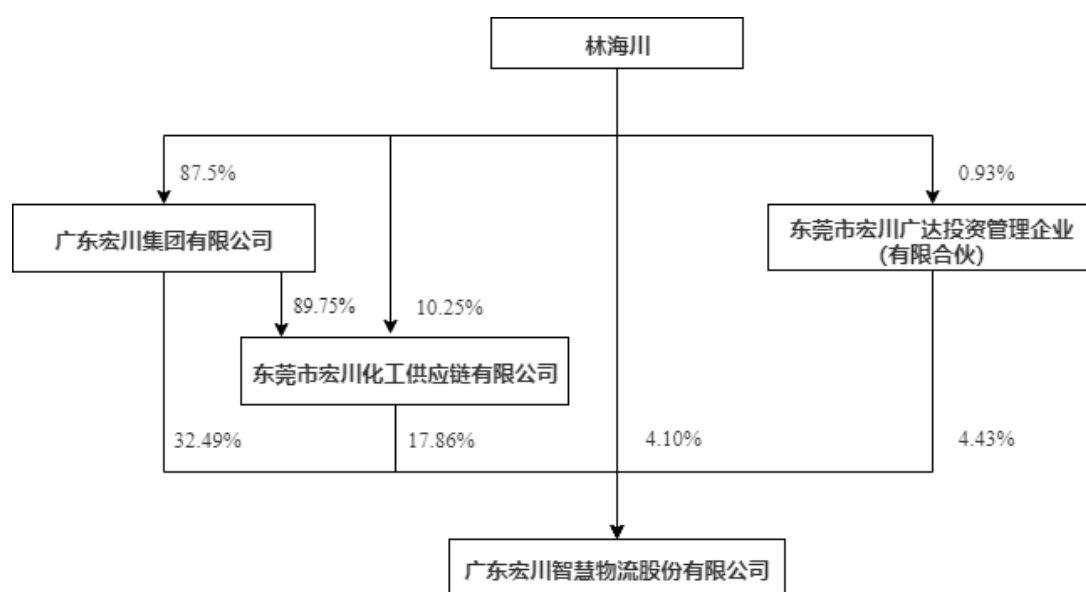 林海川
87.5%
0.93%
广东宏川集团有限公司
东莞市宏川广达投资管理企业
(有限合伙)
89.75%
10.25%
东莞市宏川化工供应链有限公司
32.49%
17.86%
4.10%
4.43%
广东宏川智慧物流股份有限公司